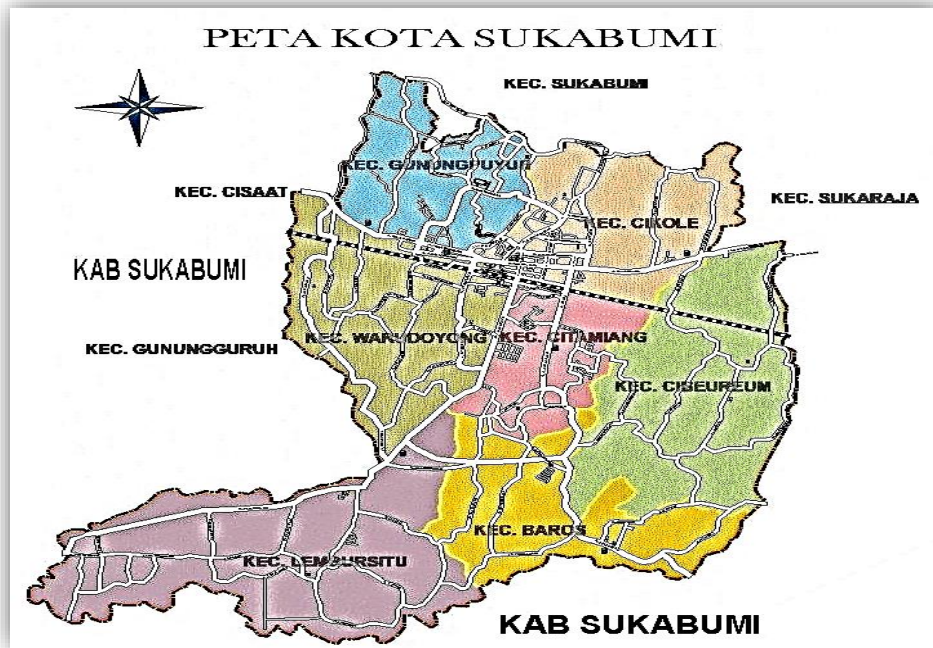 PETA KOTA SUKABUMI
KEC. SUKABUMI
KEC. GUNUNGPUYUH
KEC. CISAAT
KEC. SUKARAJA
KEC. CIKOLE
KAB SUKABUMI
KEC. WARUDOYONG
KEC. CITAMIANG
KEC. GUNUNGGURUH
KEC. CISEUREUM
KEC. BAROS
KEC. LEMBURSITU
KAB SUKABUMI